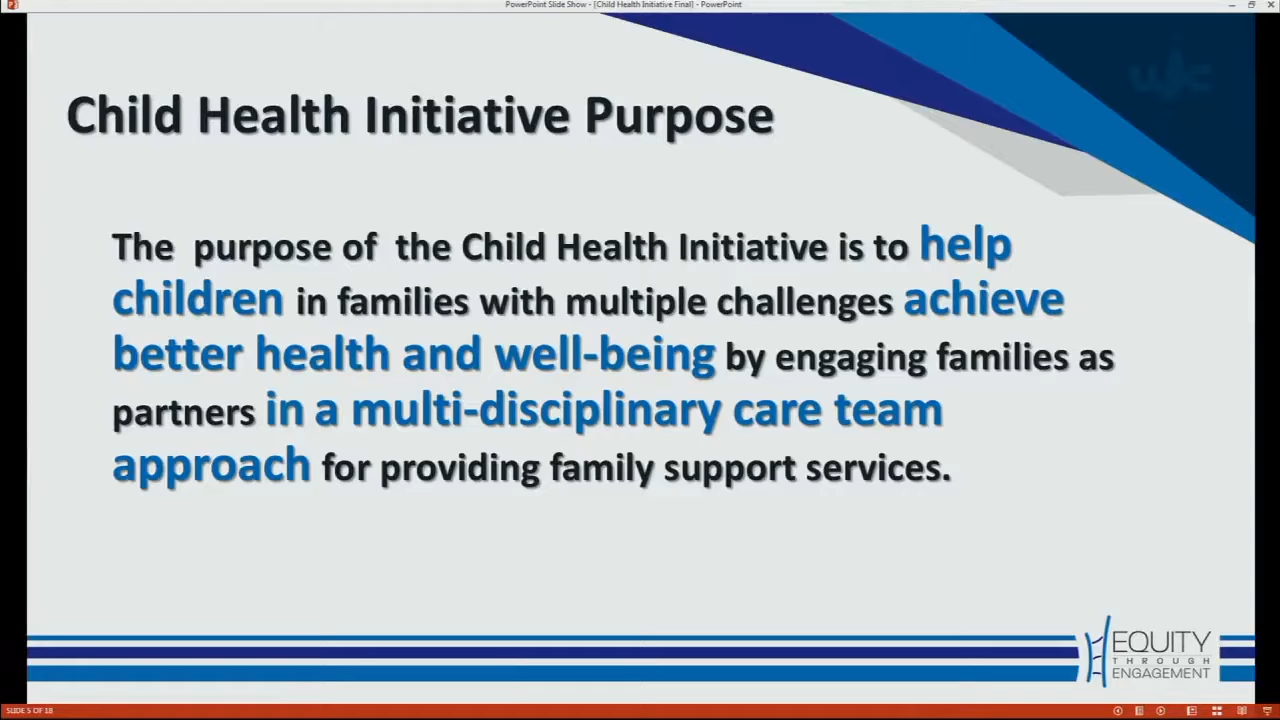 PowerPoint Slide Show - [Child Health Initiative Final] - PowerPoint
wjc
Child Health Initiative Purpose
The purpose of the Child Health Initiative is to help
children in families with multiple challenges achieve
better health and well-being by engaging families as
partners in a multi-disciplinary care team
approach for providing family support services.
EQUITY
THROUGH
ENGAGEMENT
SLIDE 5 OF 18